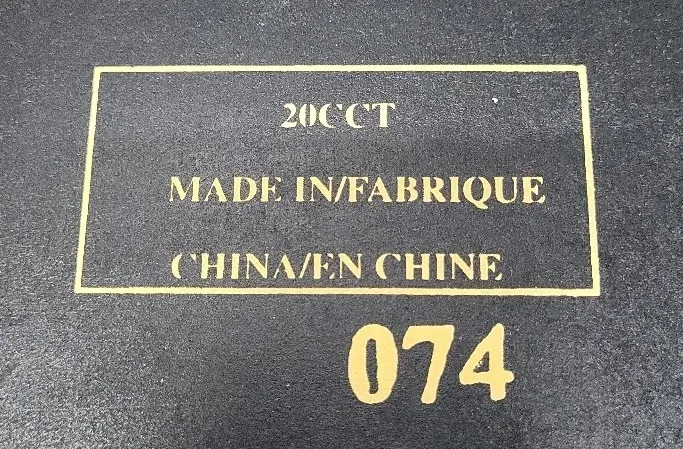 20CCT
MADE IN/FABRIQUE
CHINA/EN CHINE
074